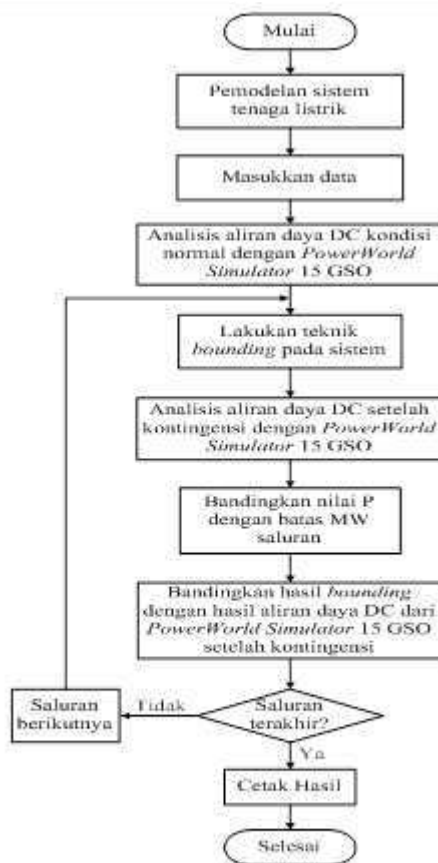 Mulai
Pemodelan sistem
tenaga listrik
Masukkan data
Analisis aliran daya DC kondisi
normal dengan PowerWorld
Simulator 15 GSO
Lakukan teknik
bounding pada sistem
Analisis aliran daya DC setelah
kontingensi dengan PowerWorld
Simulator 15 GSO
Bandingkan nilai P
dengan batas MW
saluran
Bandingkan hasil bounding
dengan hasil aliran daya DC dari
PowerWorld Simulator 15 GSO
setelah kontingensi
Saluran
terakhir?
Tidak
Saluran
berikutnya
Ya
Cetak Hasil
Selesai